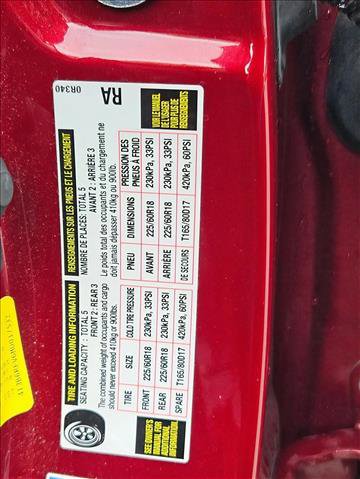 TIRE AND LOADING INFORMATION
SEATING CAPACITY : TOTAL 5
FRONT 2 : REAR 3
The combined weight of occupants and cargo
should never exceed 410kg or 900lbs.
TIRE SIZE COLD TIRE PRESSURE
FRONT 225/60R18 230kPa, 33PSI
REAR 225/60R18 230kPa, 33PSI
SPARE T165/80D17 420kPa, 60PSI
SEE OWNER'S
MANUAL FOR
ADDITIONAL
INFORMATION.
RENSEIGNEMENTS SUR LES PNEUS ET LE CHARGEMENT
NOMBRE DE PLACES: TOTAL 5
AVANT 2 : ARRIÈRE 3
Le poids total des occupants et du chargement ne
doit jamais dépasser 410kg ou 900lb.
PNEU DIMENSIONS PRESSION DES
PNEUS À FROID
AVANT 225/60R18 230kPa, 33PSI
ARRIÈRE 225/60R18 230kPa, 33PSI
DE SECOURS T165/80D17 420kPa, 60PSI
VOIR LE MANUEL
DE L'USAGER
POUR PLUS DE
RENSEIGNEMENTS
0R340
RA